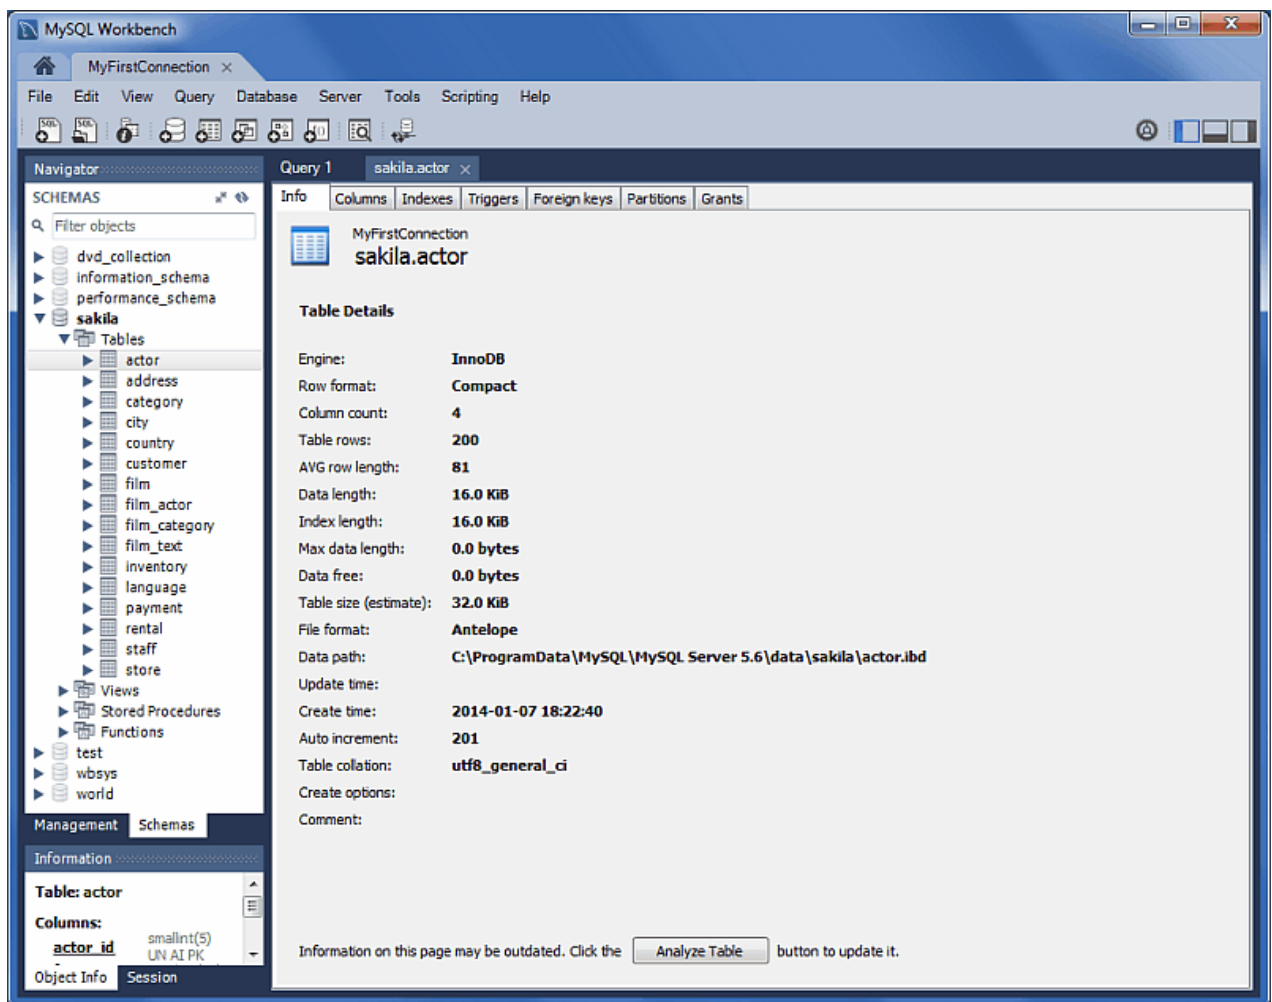 MySQL Workbench
MyFirstConnection
File Edit View Query Database Server Tools Scripting Help
Navigator
SCHEMAS
Filter objects
dvd_collection
information_schema
performance_schema
sakila
Tables
actor
address
category
city
country
customer
film
film_actor
film_category
film_text
inventory
language
payment
rental
staff
store
Views
Stored Procedures
Functions
test
wbsys
world
Management Schemas
Information
Table: actor
Columns:
actor_id smallint(5)
UN AI PK
Object Info Session
Query 1 sakila.actor
Info Columns Indexes Triggers Foreign keys Partitions Grants
MyFirstConnection
sakila.actor
Table Details
Engine: InnoDB
Row format: Compact
Column count: 4
Table rows: 200
AVG row length: 81
Data length: 16.0 KiB
Index length: 16.0 KiB
Max data length: 0.0 bytes
Data free: 0.0 bytes
Table size (estimate): 32.0 KiB
File format: Antelope
Data path: C:\ProgramData\MySQL\MySQL Server 5.6\data\sakila\actor.ibd
Update time:
Create time: 2014-01-07 18:22:40
Auto increment: 201
Table collation: utf8_general_ci
Create options:
Comment:
Information on this page may be outdated. Click the Analyze Table button to update it.